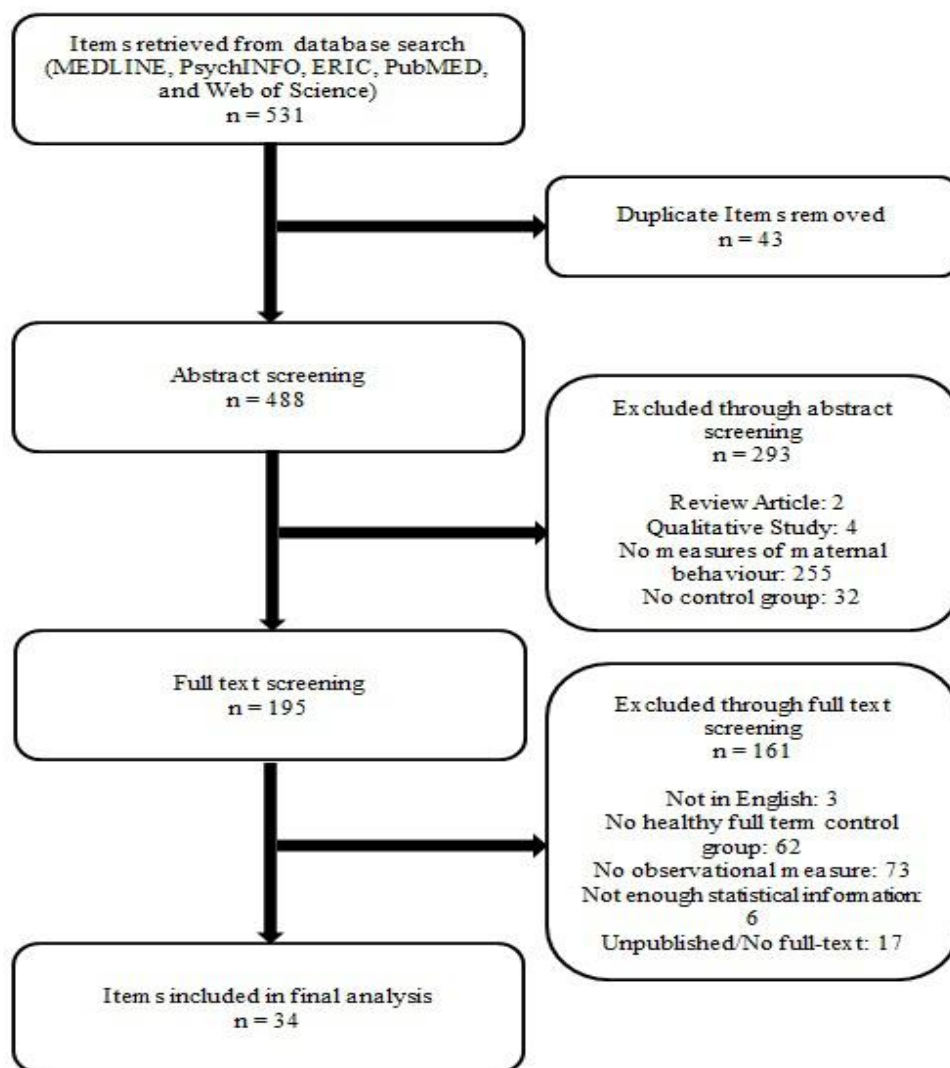 Items retrieved from database search
(MEDLINE, PsychINFO, ERIC, PubMED,
and Web of Science)
n = 531
Duplicate Items removed
n = 43
Abstract screening
n = 488
Excluded through abstract
screening
n = 293
Review Article: 2
Qualitative Study: 4
No measures of maternal
behaviour: 255
No control group: 32
Full text screening
n = 195
Excluded through full text
screening
n = 161
Not in English: 3
No healthy full term control
group: 62
No observational measure: 73
Not enough statistical information:
6
Unpublished/No full-text: 17
Items included in final analysis
n = 34